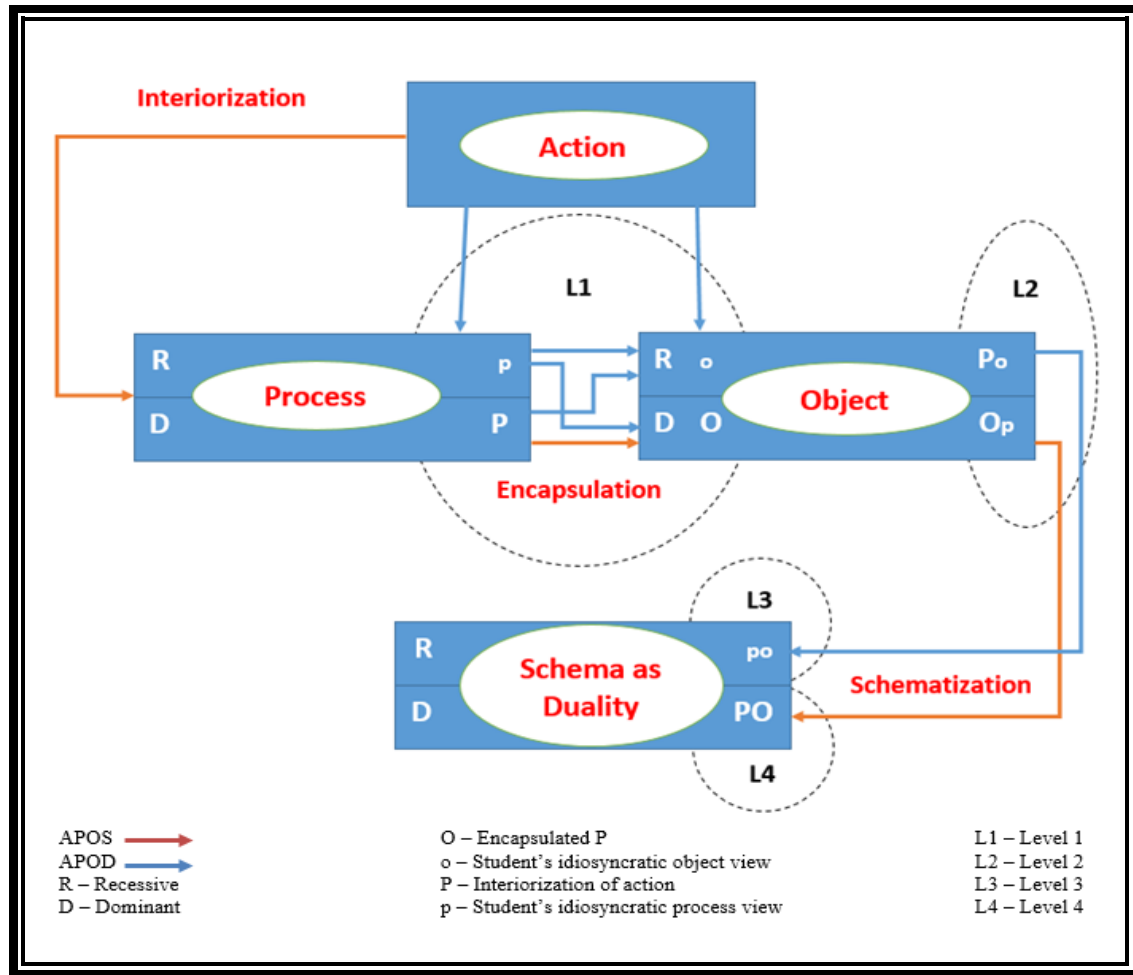 Interiorization
Action
L1
L2
R
p
R o
Po
Process
Object
D
P
D O
Op
Encapsulation
L3
R
po
Schema as
Duality
Schematization
D
PO
L4
APOS
APOD
R – Recessive
D – Dominant
O – Encapsulated P
o – Student's idiosyncratic object view
P – Interiorization of action
p – Student's idiosyncratic process view
L1 – Level 1
L2 – Level 2
L3 – Level 3
L4 – Level 4